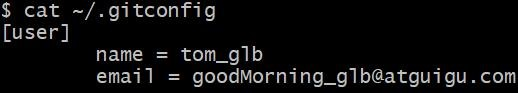 $ cat ~/.gitconfig
[user]
        name = tom_glb
        email = goodMorning_glb@atguigu.com